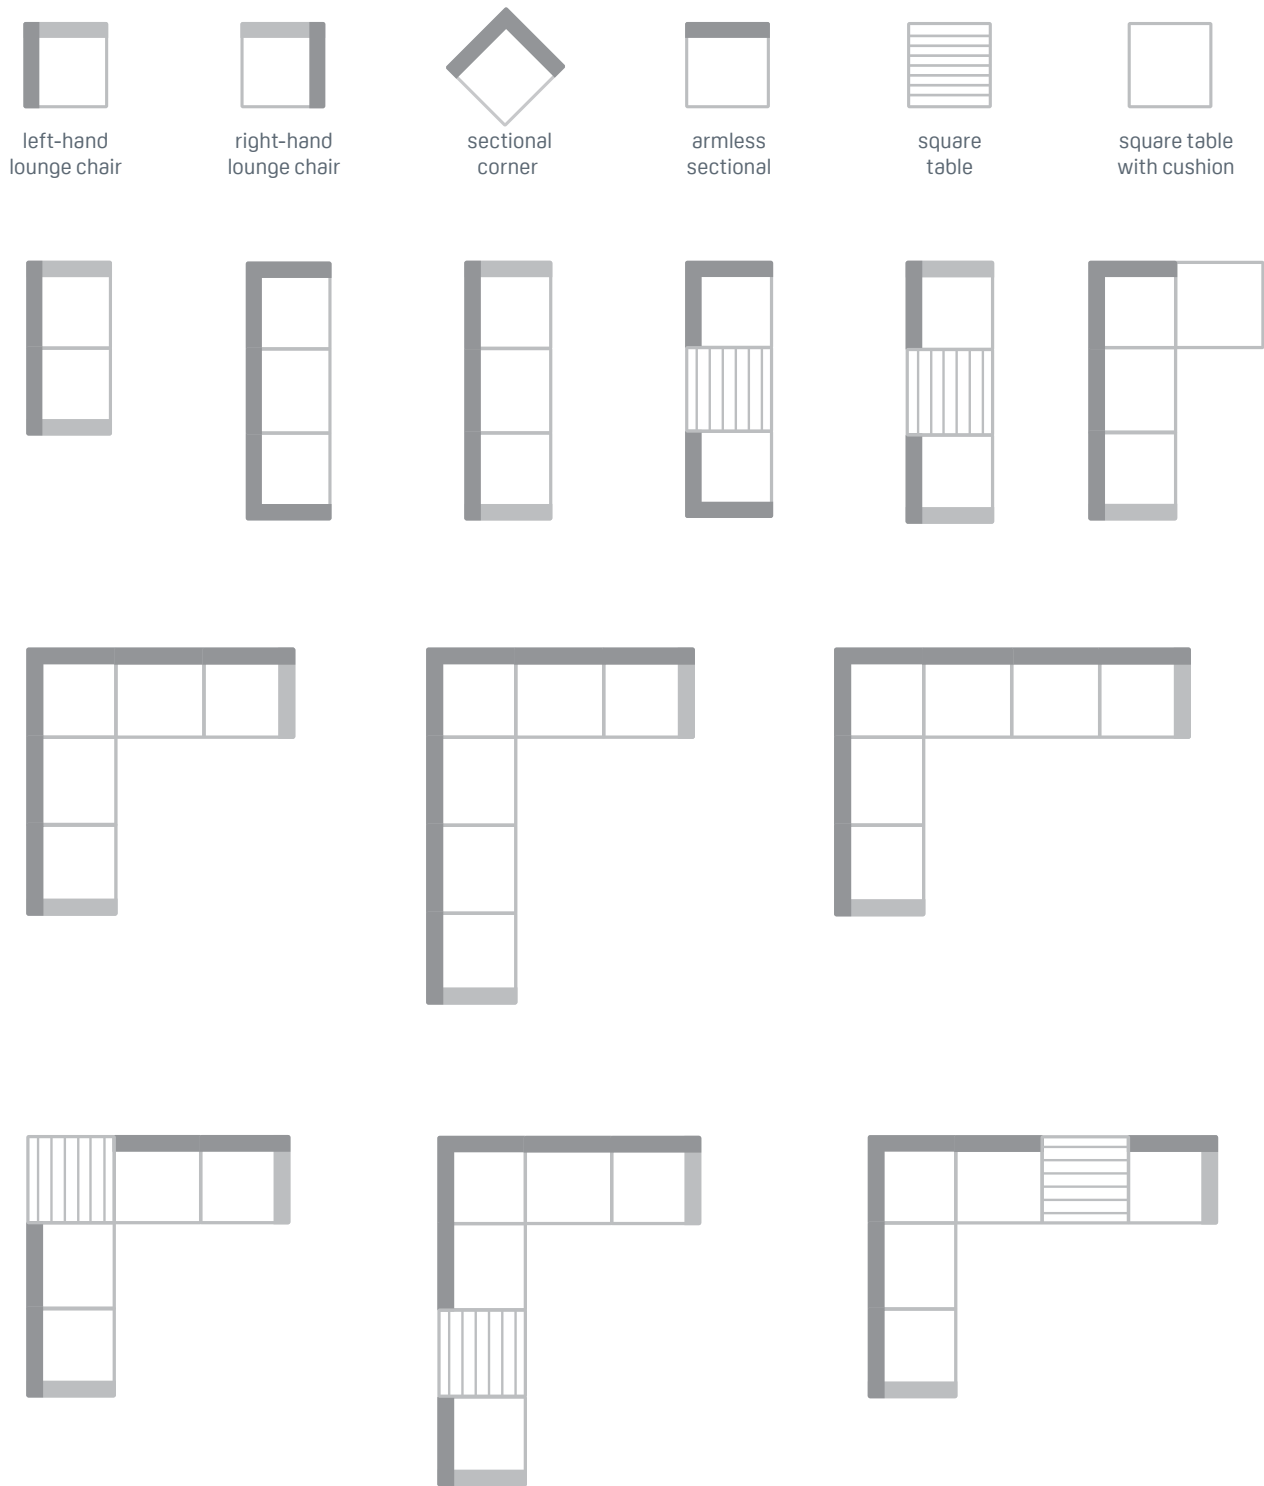 left-hand
lounge chair
right-hand
lounge chair
sectional
corner
armless
sectional
square
table
square table
with cushion